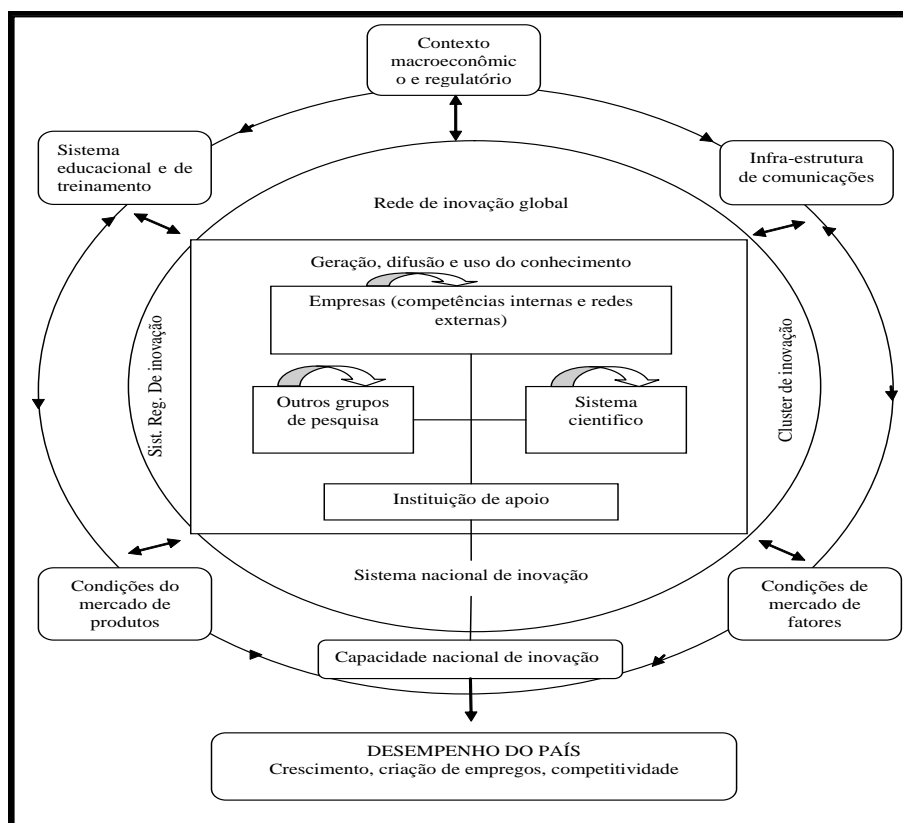 Contexto
macroeconômic
o e regulatório
Sistema
educacional e de
treinamento
Infra-estrutura
de comunicações
Rede de inovação global
Geração, difusão e uso do conhecimento
Empresas (competências internas e redes
externas)
Sist. Reg. De inovação
Cluster de inovação
Outros grupos
de pesquisa
Sistema
cientifico
Instituição de apoio
Sistema nacional de inovação
Condições do
mercado de
produtos
Condições de
mercado de
fatores
Capacidade nacional de inovação
DESEMPENHO DO PAÍS
Crescimento, criação de empregos, competitividade